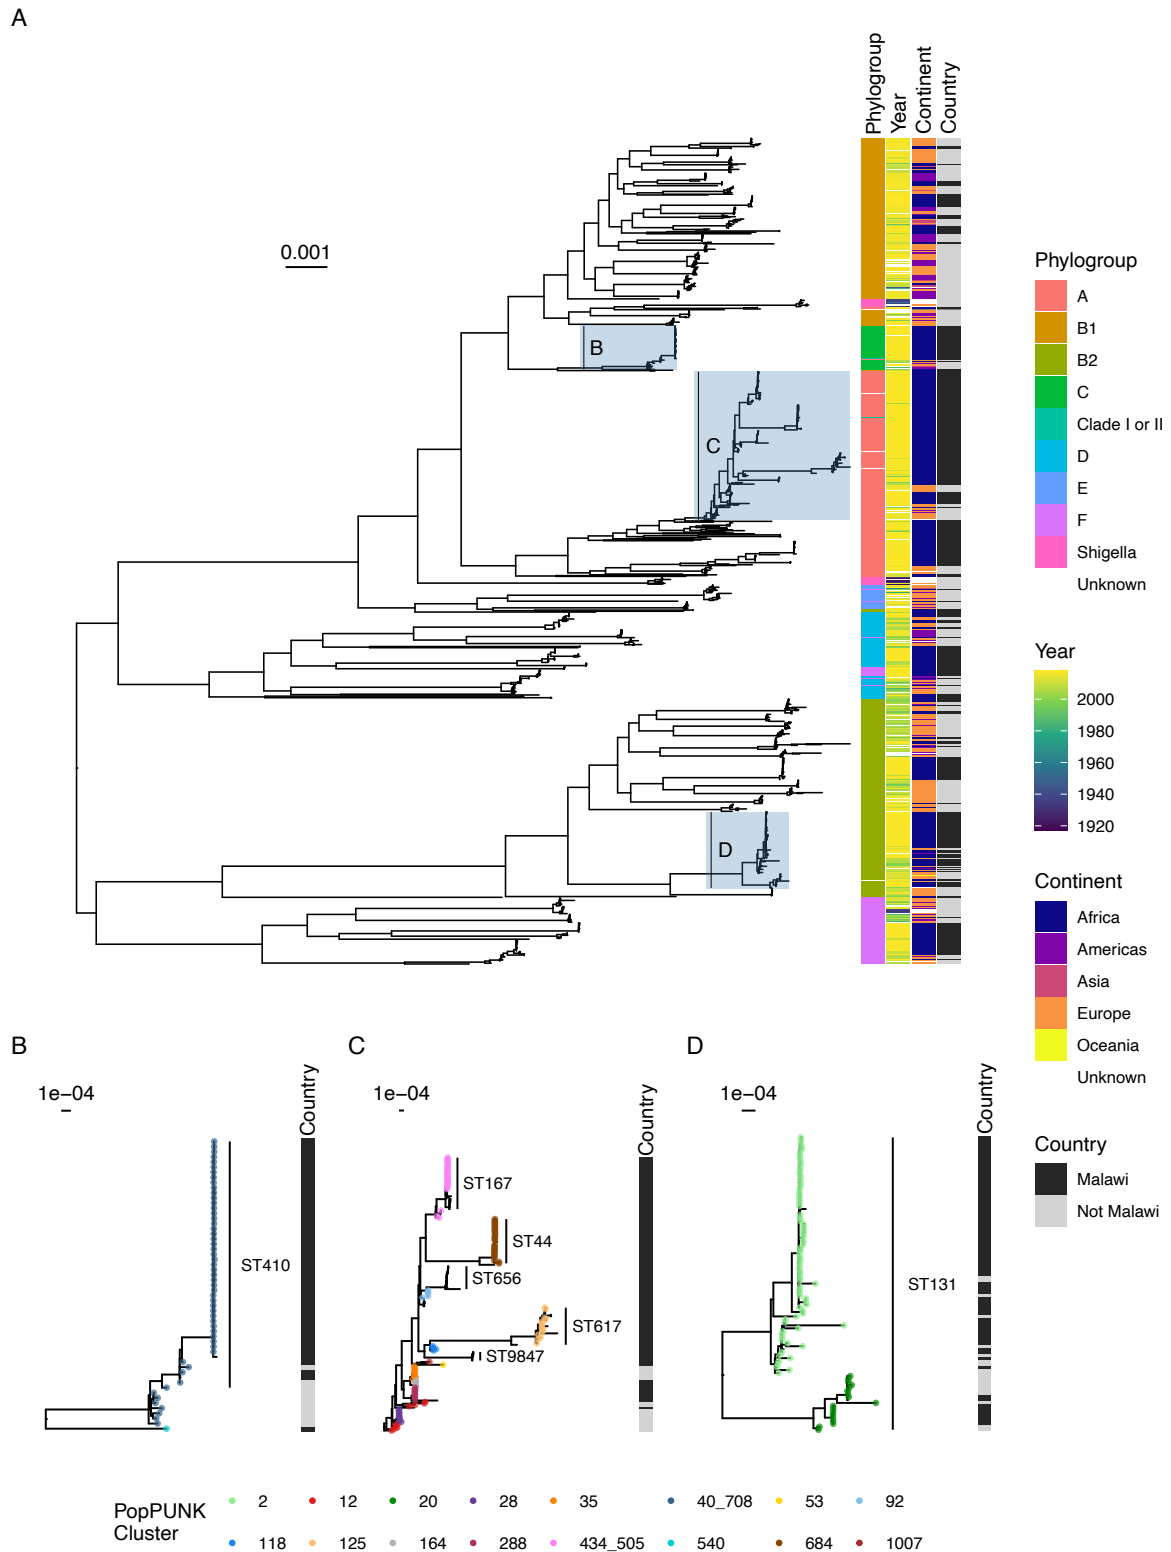 A
Phylogroup
Year
Continent
Country
0.001
B
C
D
Phylogroup
A
B1
B2
C
Clade I or II
D
E
F
Shigella
Unknown
Year
2000
1980
1960
1940
1920
Continent
Africa
Americas
Asia
Europe
Oceania
Unknown
Country
Malawi
Not Malawi
B
1e−04
Country
ST410
C
1e−04
Country
ST167
ST44
ST656
ST617
ST9847
D
1e−04
Country
ST131
PopPUNK
Cluster
2 12 20 28 35 40_708 53 92
118 125 164 288 434_505 540 684 1007